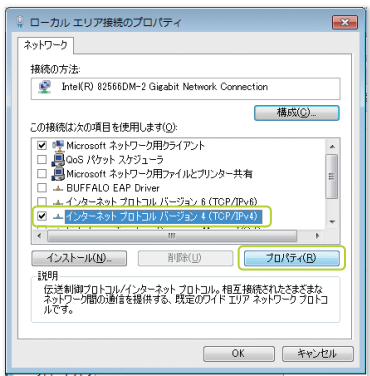 ローカル エリア接続のプロパティ
ネットワーク
接続の方法:
Intel(R) 82566DM-2 Gigabit Network Connection
構成(C)...
この接続は次の項目を使用します(O):
Microsoft ネットワーク用クライアント
QoS パケット スケジューラ
Microsoft ネットワーク用ファイルとプリンター共有
BUFFALO EAP Driver
インターネット プロトコル バージョン 6 (TCP/IPv6)
インターネット プロトコル バージョン 4 (TCP/IPv4)
インストール(N)...
削除(U)
プロパティ(R)
説明
伝送制御プロトコル/インターネット プロトコル。相互接続されたさまざまな
ネットワーク間の通信を提供する、既定のワイド エリア ネットワーク プロトコ
ルです。
OK
キャンセル